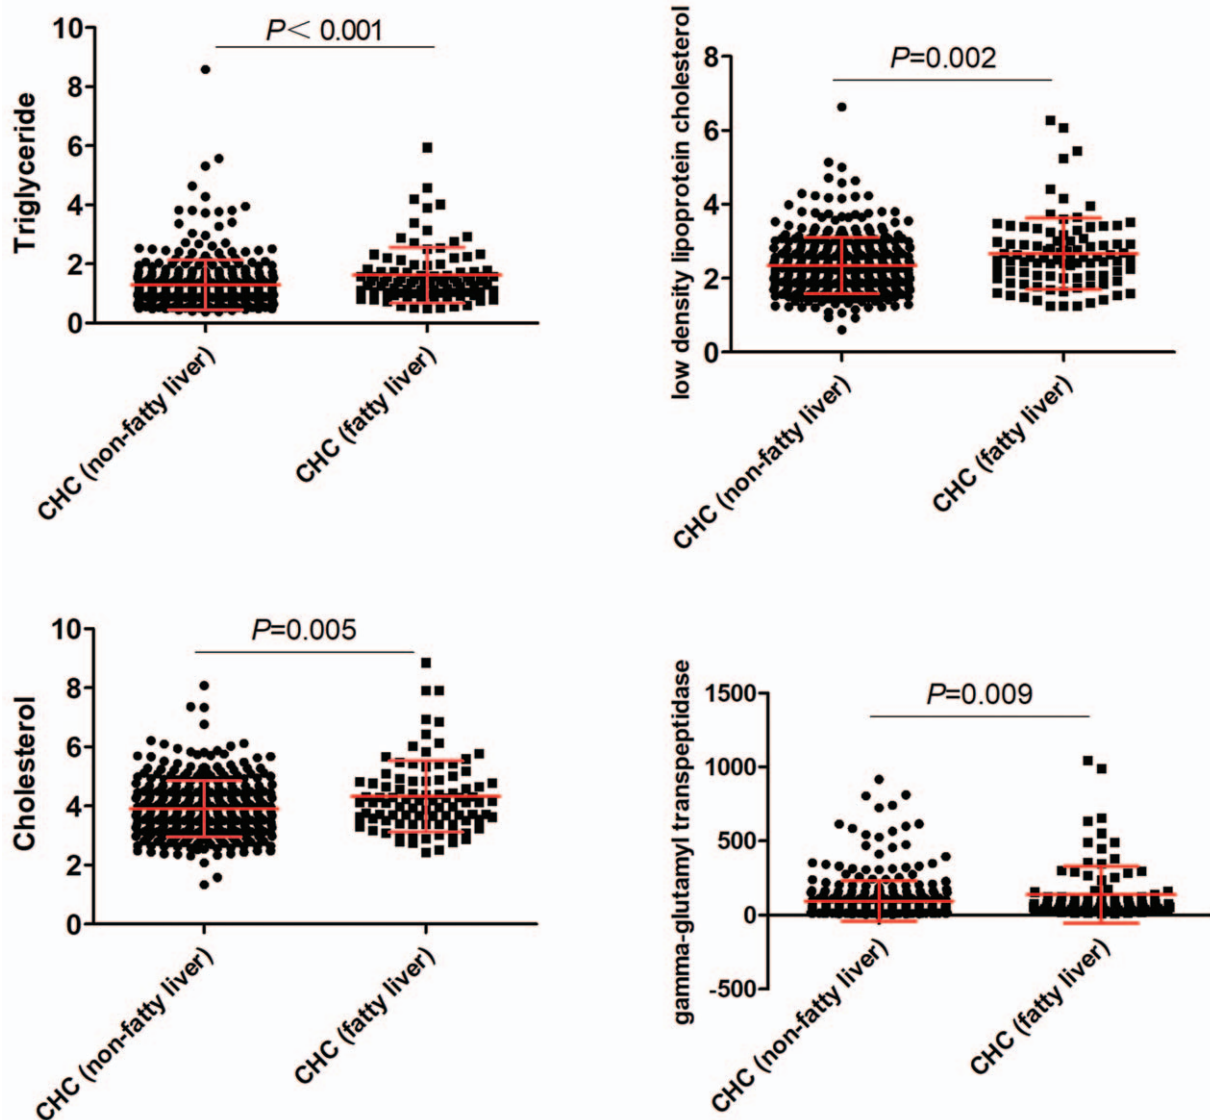 P< 0.001
Triglyceride
10
8
6
4
2
0
CHC (non-fatty liver)
CHC (fatty liver)
P=0.002
low density lipoprotein cholesterol
8
6
4
2
0
CHC (non-fatty liver)
CHC (fatty liver)
P=0.005
Cholesterol
10
8
6
4
2
0
CHC (non-fatty liver)
CHC (fatty liver)
P=0.009
gamma-glutamyl transpeptidase
1500
1000
500
0
-500
CHC (non-fatty liver)
CHC (fatty liver)